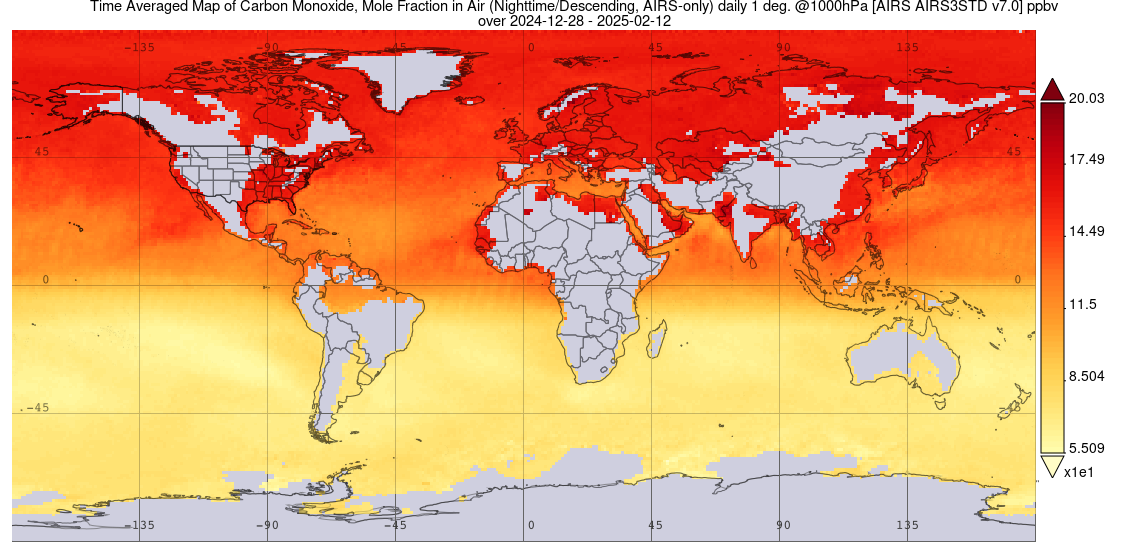 Time Averaged Map of Carbon Monoxide, Mole Fraction in Air (Nighttime/Descending, AIRS-only) daily 1 deg. @1000hPa [AIRS AIRS3STD v7.0] ppbv
over 2024-12-28 - 2025-02-12
-135 -90 0 45 90 135
20.03
45 45
17.49
14.49
0 0
11.5
8.504
-45
5.509
x1e1
-135 -90 -45 0 45 90 135